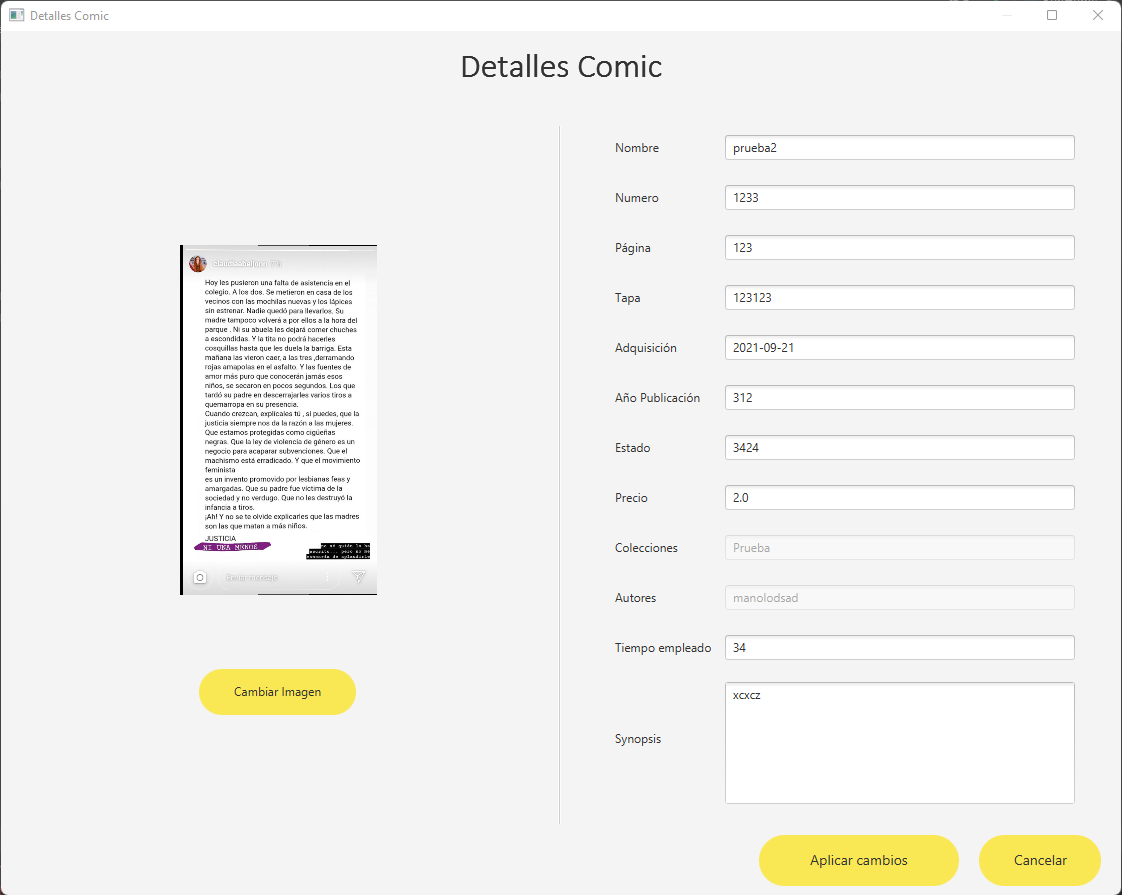 Detalles Comic
Detalles Comic
Hoy les pusieron una falta de asistencia en el
colegio. A los dos. Se metieron en casa de los
vecinos con las mochilas nuevas y los lápices
sin estrenar. Nadie quedó para llevarlos. Su
madre tampoco volverá a por ellos a la hora del
parque . Ni su abuela les dejará comer chuches
a escondidas. Y la tita no podrá hacerles
cosquillas hasta que les duela la barriga. Esta
mañana las vieron caer, a las tres ,derramando
rojas amapolas en el asfalto. Y las fuentes de
amor más puro que conocerán jamás esos
niños, se secaron en pocos segundos. Los que
tardó su padre en descerrajarles varios tiros a
quemarropa en su presencia.
Cuando crezcan, explícales tú , si puedes, que la
justicia siempre nos da la razón a las mujeres.
Que estamos protegidas como cigüeñas
negras. Que la ley de violencia de género es un
negocio para acaparar subvenciones. Que el
machismo está erradicado. Y que el movimiento
feminista
es un invento promovido por lesbianas feas y
amargadas. Que su padre fue víctima de la
sociedad y no verdugo. Que no les destruyó la
infancia a tiros.
¡Ah! Y no se te olvide explicarles que las madres
son las que matan a más niños.
JUSTICIA
NI UNA MENOS
no sé quién lo ha
escrito... pero no me
Enviar mensaje
Cambiar Imagen
Nombre prueba2
Numero 1233
Página 123
Tapa 123123
Adquisición 2021-09-21
Año Publicación 312
Estado 3424
Precio 2.0
Colecciones Prueba
Autores manolodsad
Tiempo empleado 34
Synopsis xcxcz
Aplicar cambios Cancelar